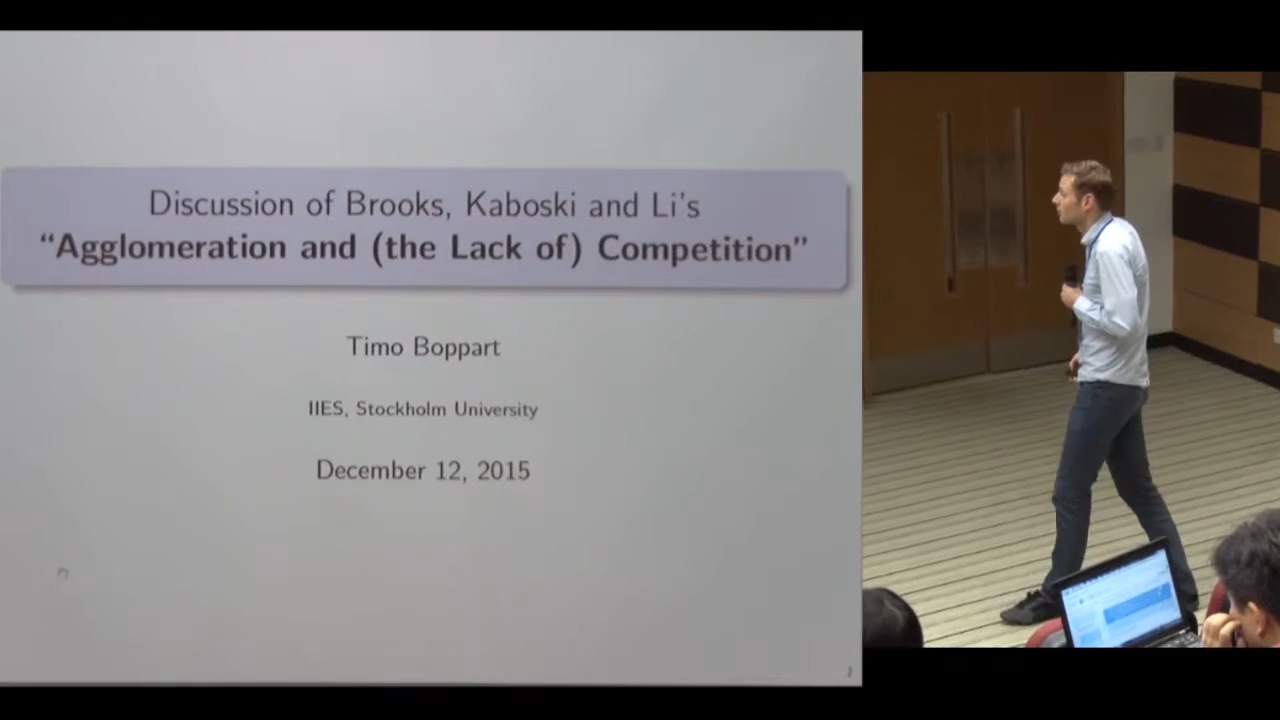 Discussion of Brooks, Kaboski and Li's
“Agglomeration and (the Lack of) Competition”
Timo Boppart
IIES, Stockholm University
December 12, 2015